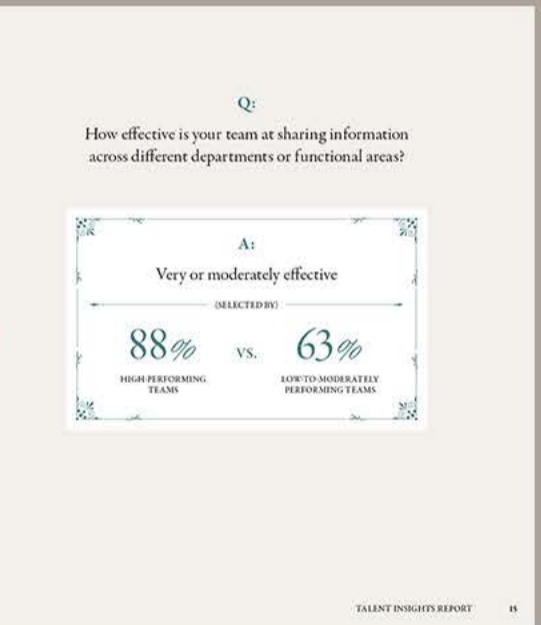 Q:
How effective is your team at sharing information
across different departments or functional areas?
A:
Very or moderately effective
(SELECTED BY)
88%
VS.
63%
HIGH-PERFORMING
TEAMS
LOW-TO-MODERATELY
PERFORMING TEAMS
TALENT INSIGHTS REPORT 15